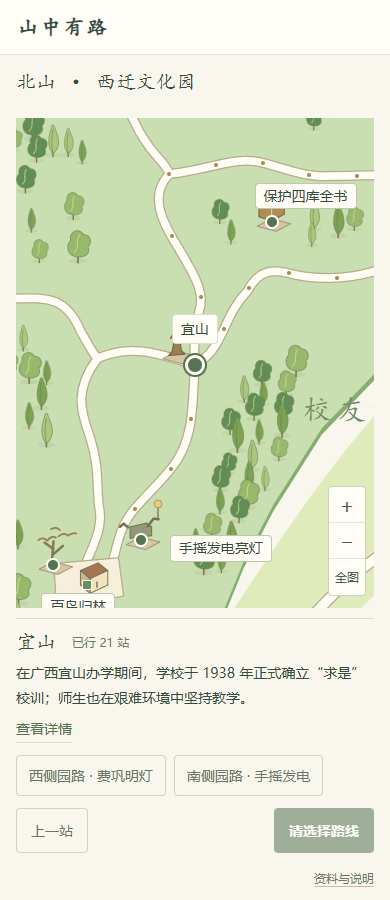 山中有路
北山 • 西迁文化园
保护四库全书
宜山
校友
手摇发电亮灯
百鸟归林
+
−
全图
宜山 已行 21 站
在广西宜山办学期间，学校于 1938 年正式确立“求是”
校训；师生也在艰难环境中坚持教学。
查看详情
西侧园路 · 费巩明灯
南侧园路 · 手摇发电
上一站
请选择路线
资料与说明